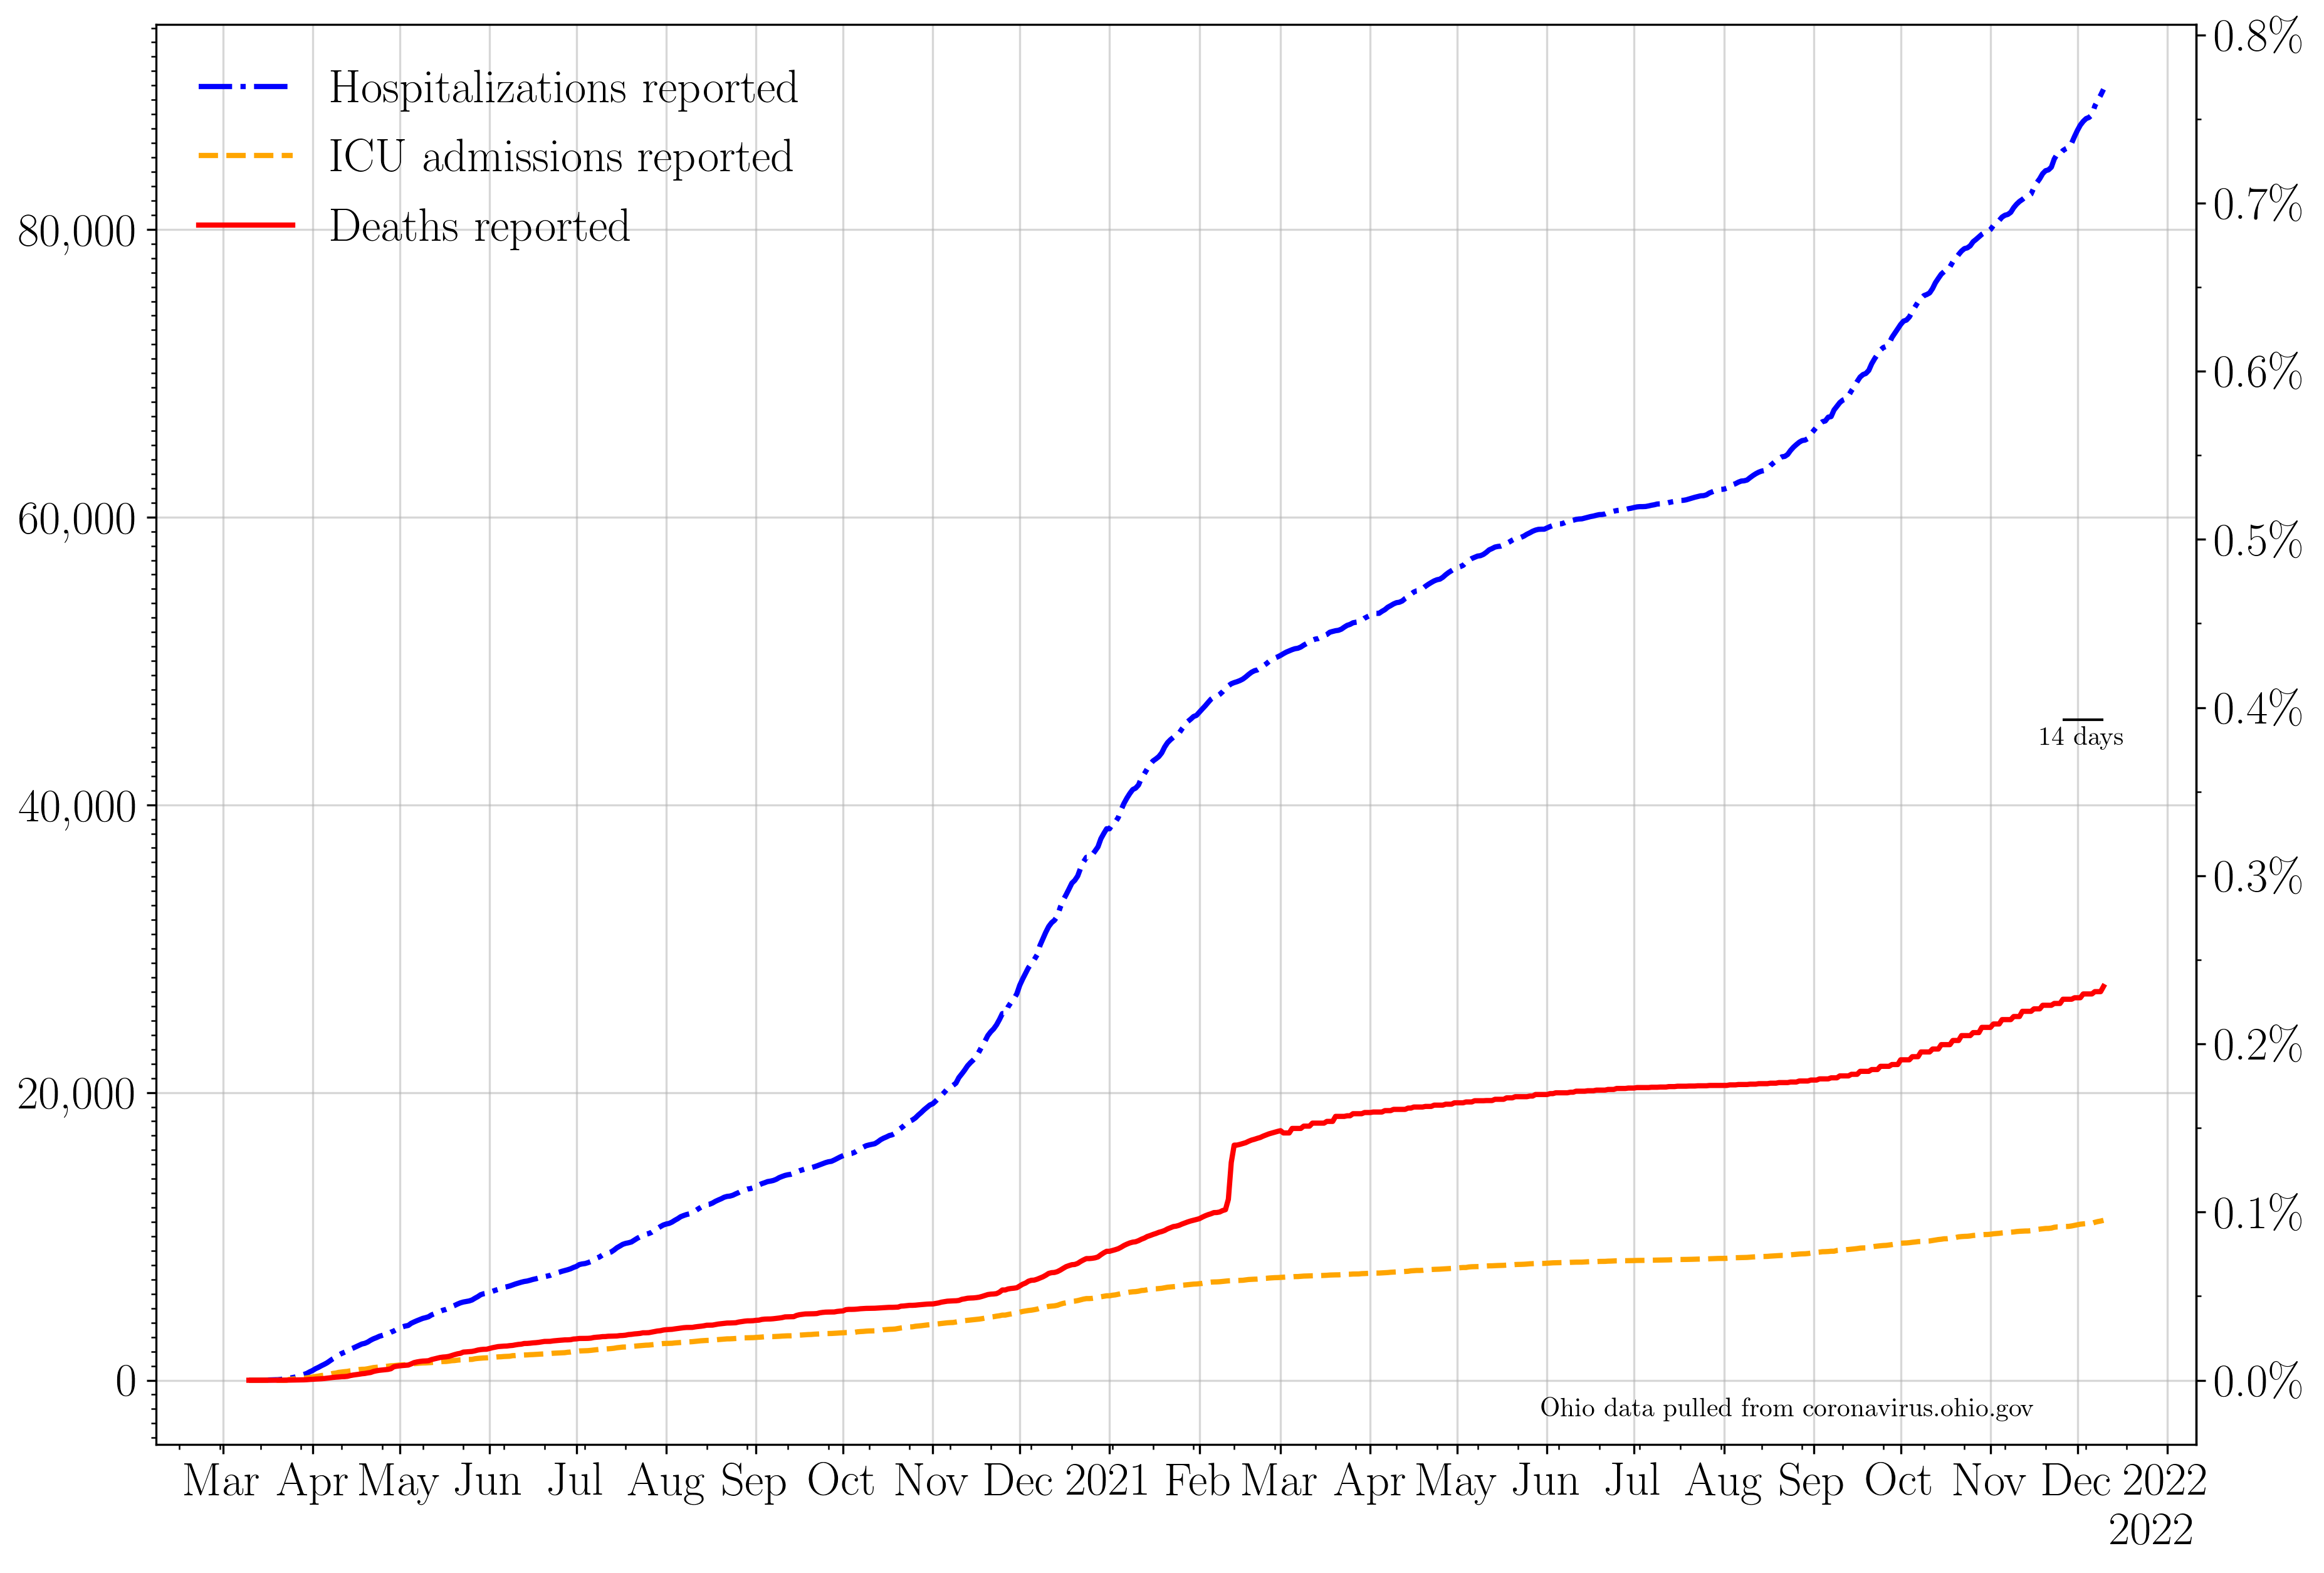 Hospitalizations reported
ICU admissions reported
Deaths reported
0.8%
0.7%
0.6%
0.5%
0.4%
0.3%
0.2%
0.1%
0.0%
80,000
60,000
40,000
20,000
0
14 days
Ohio data pulled from coronavirus.ohio.gov
Mar Apr May Jun Jul Aug Sep Oct Nov Dec 2021 Feb Mar Apr May Jun Jul Aug Sep Oct Nov Dec 2022
2022